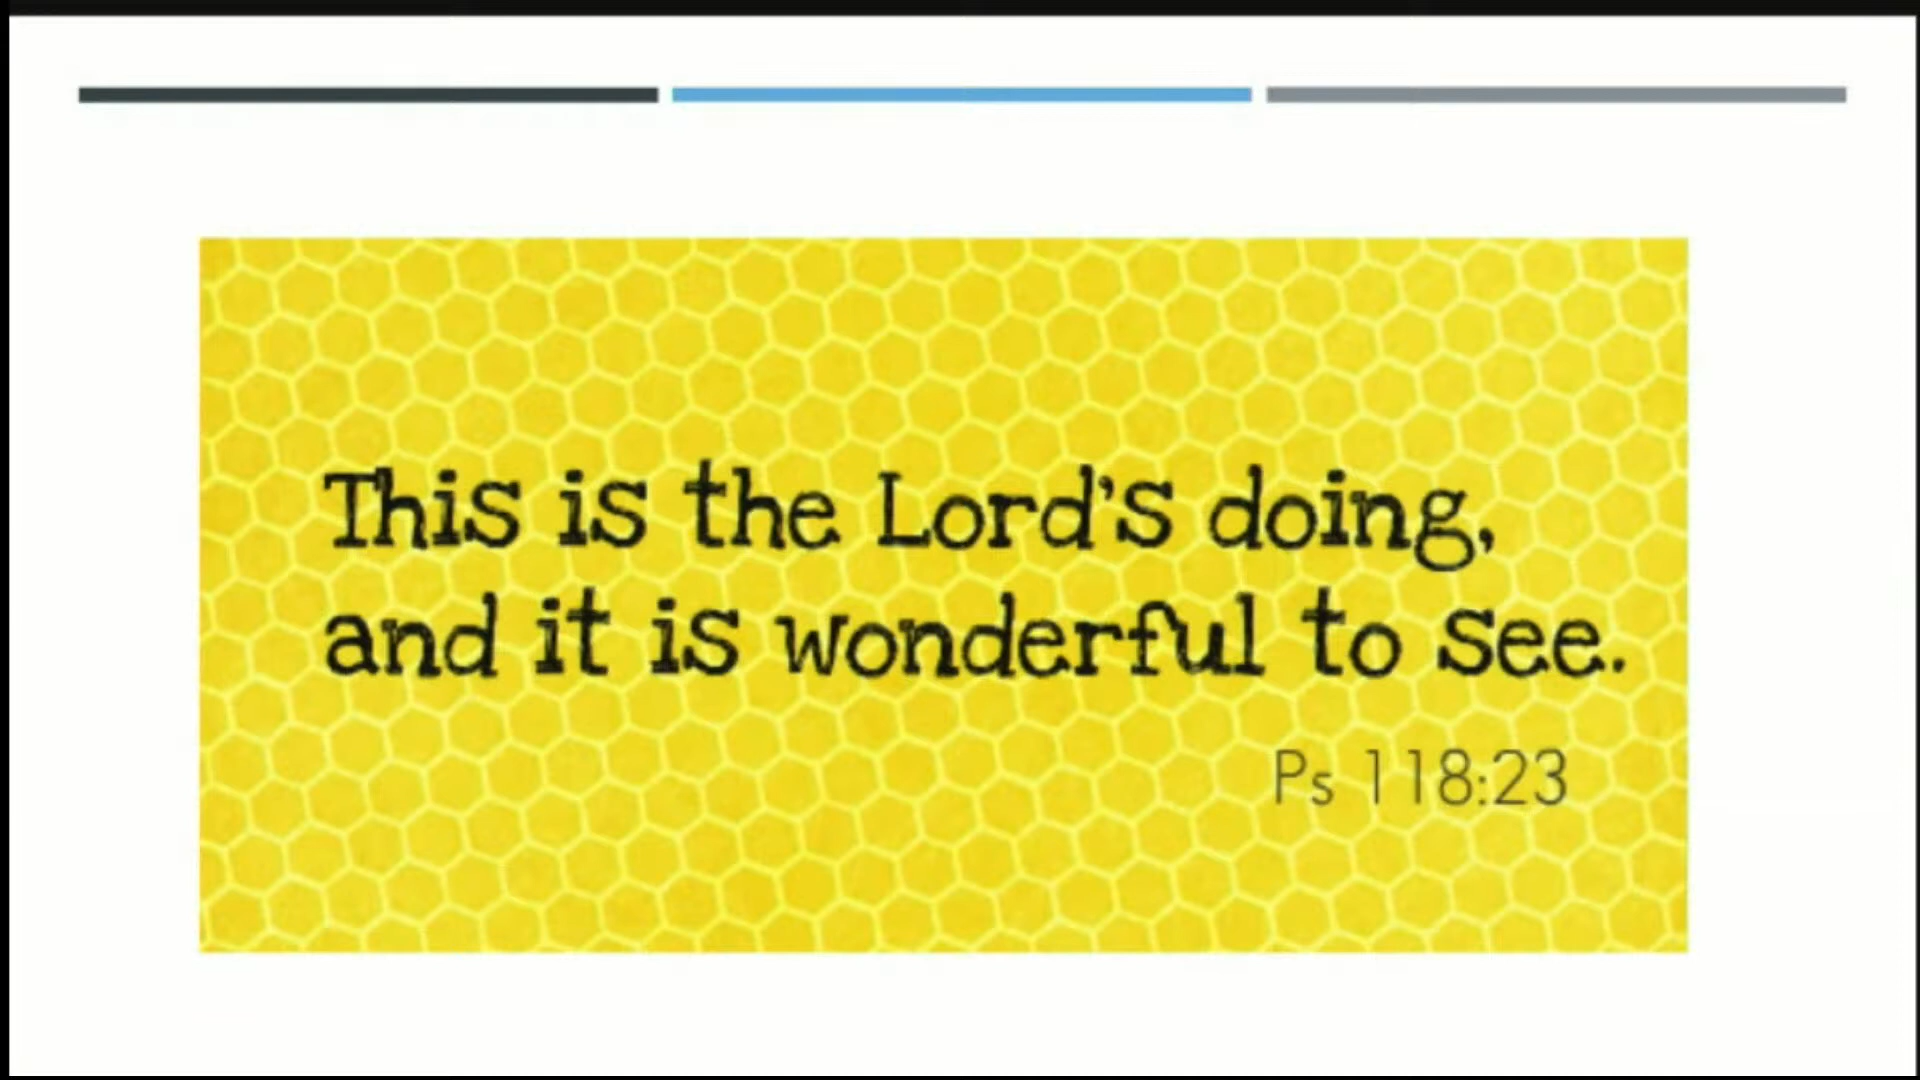 This is the Lord's doing,
and it is wonderful to see.
Ps 118:23